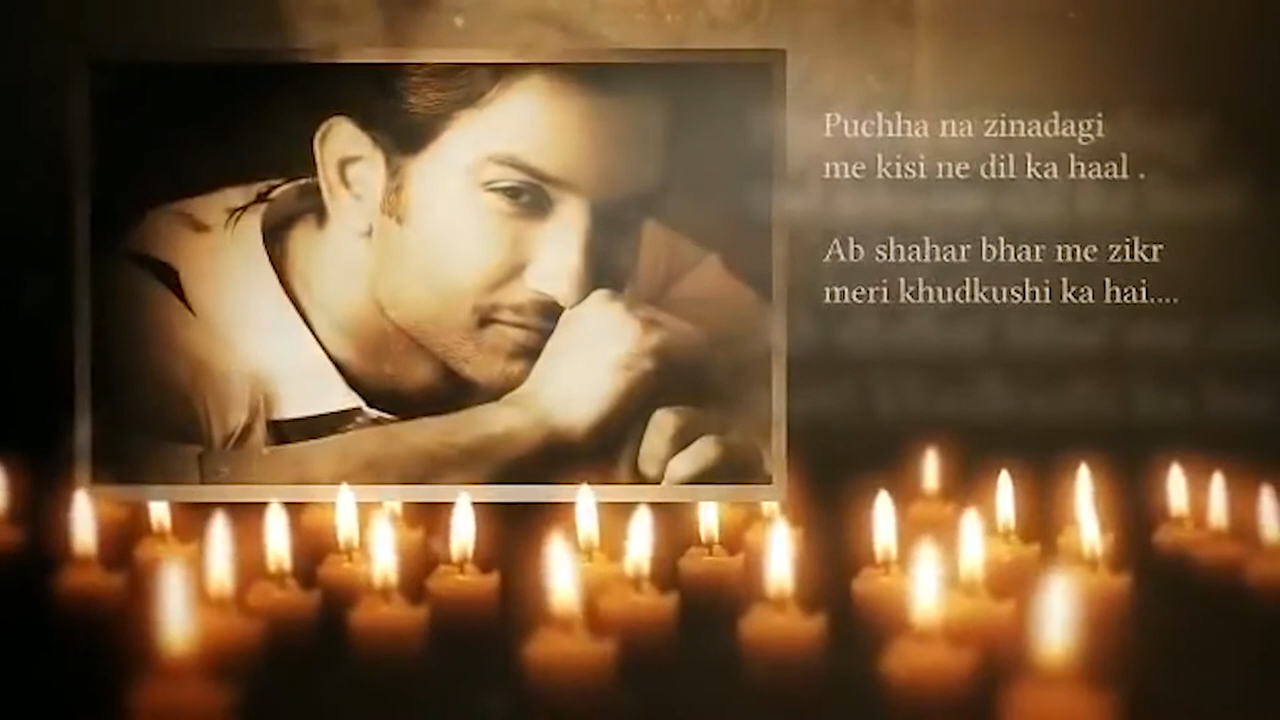 Puchha na zinadagi
me kisi ne dil ka haal .
Ab shahar bhar me zikr
meri khudkushi ka hai....